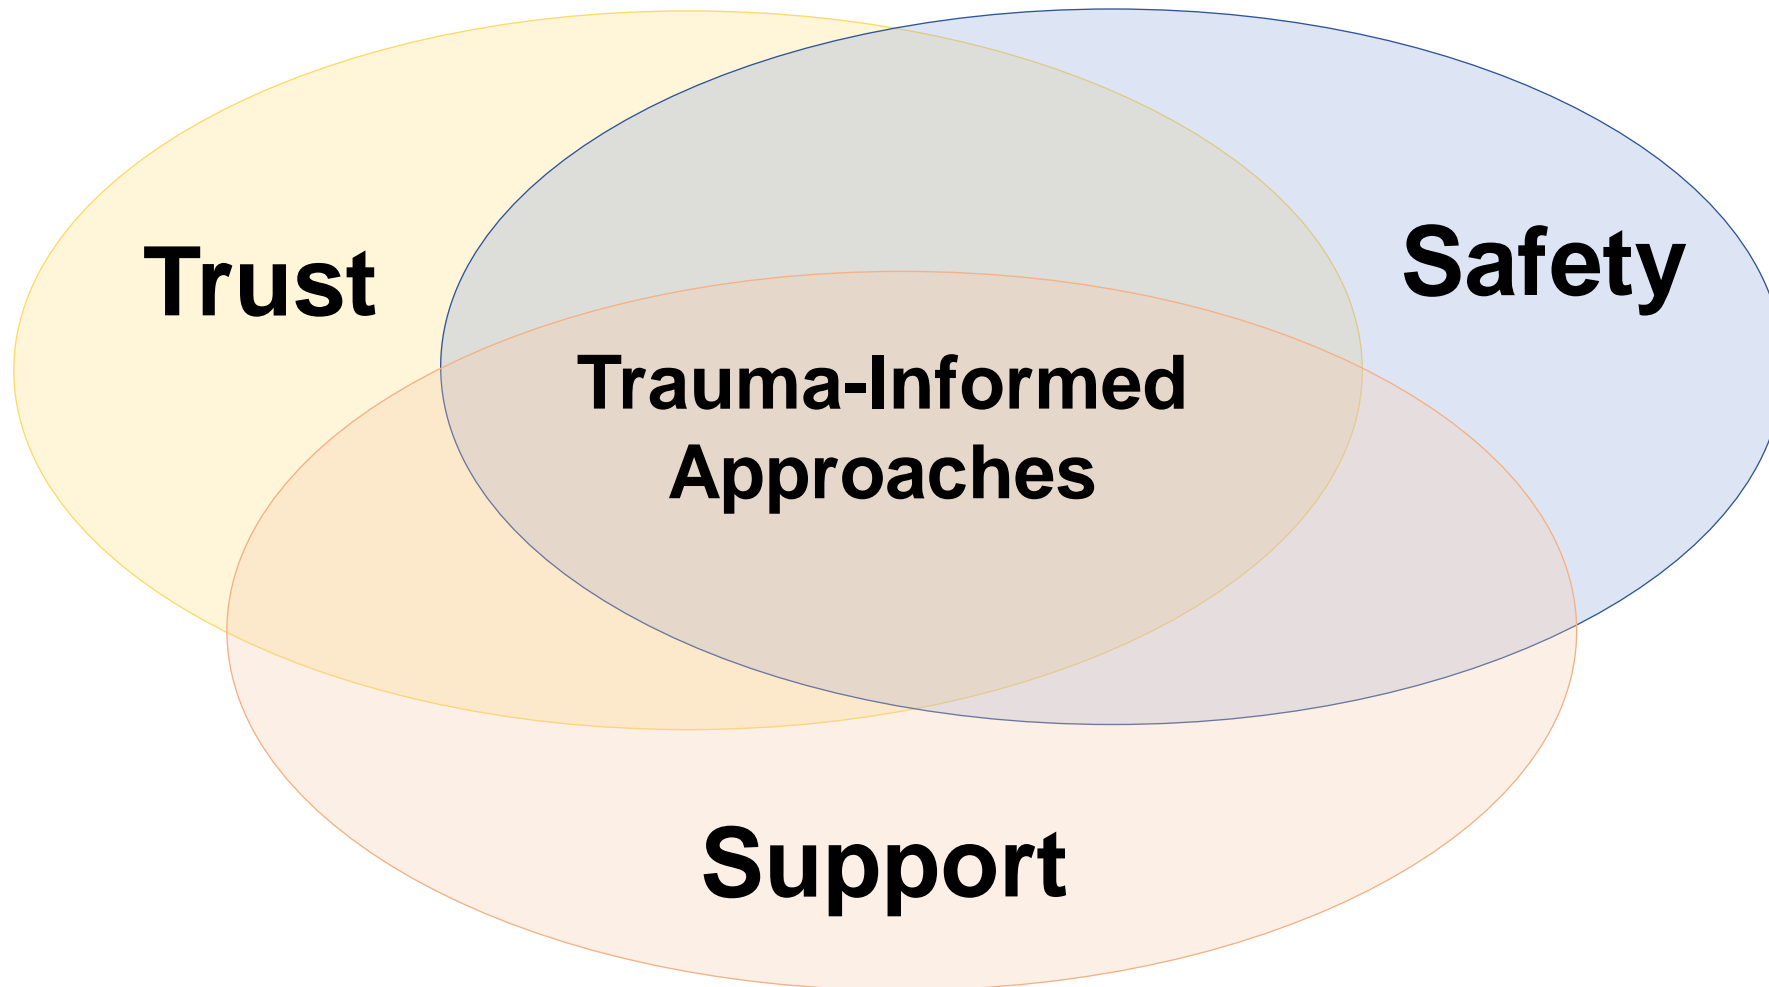 Trust
Safety
Trauma-Informed
Approaches
Support